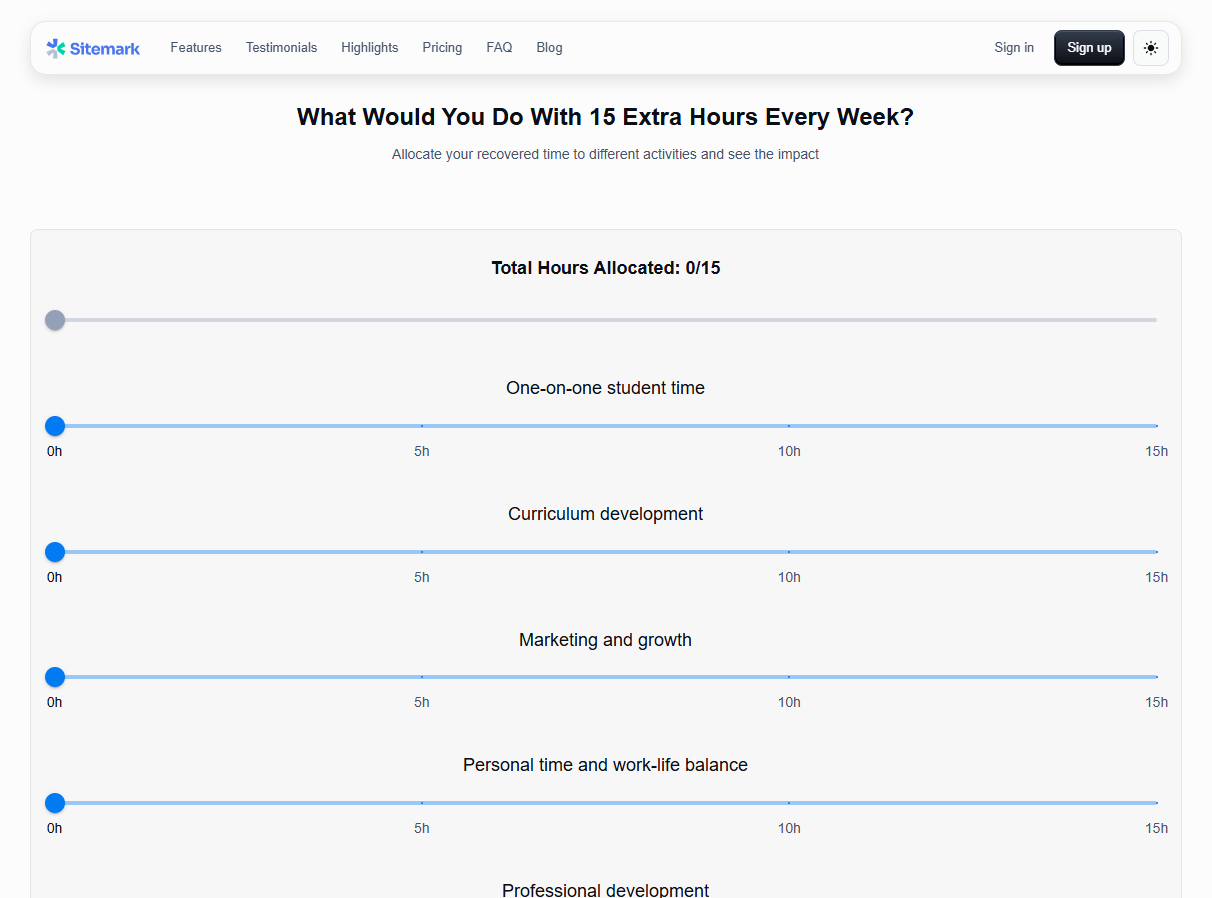 Sitemark Features Testimonials Highlights Pricing FAQ Blog Sign in Sign up
What Would You Do With 15 Extra Hours Every Week?
Allocate your recovered time to different activities and see the impact
Total Hours Allocated: 0/15
One-on-one student time
0h 5h 10h 15h
Curriculum development
0h 5h 10h 15h
Marketing and growth
0h 5h 10h 15h
Personal time and work-life balance
0h 5h 10h 15h
Professional development